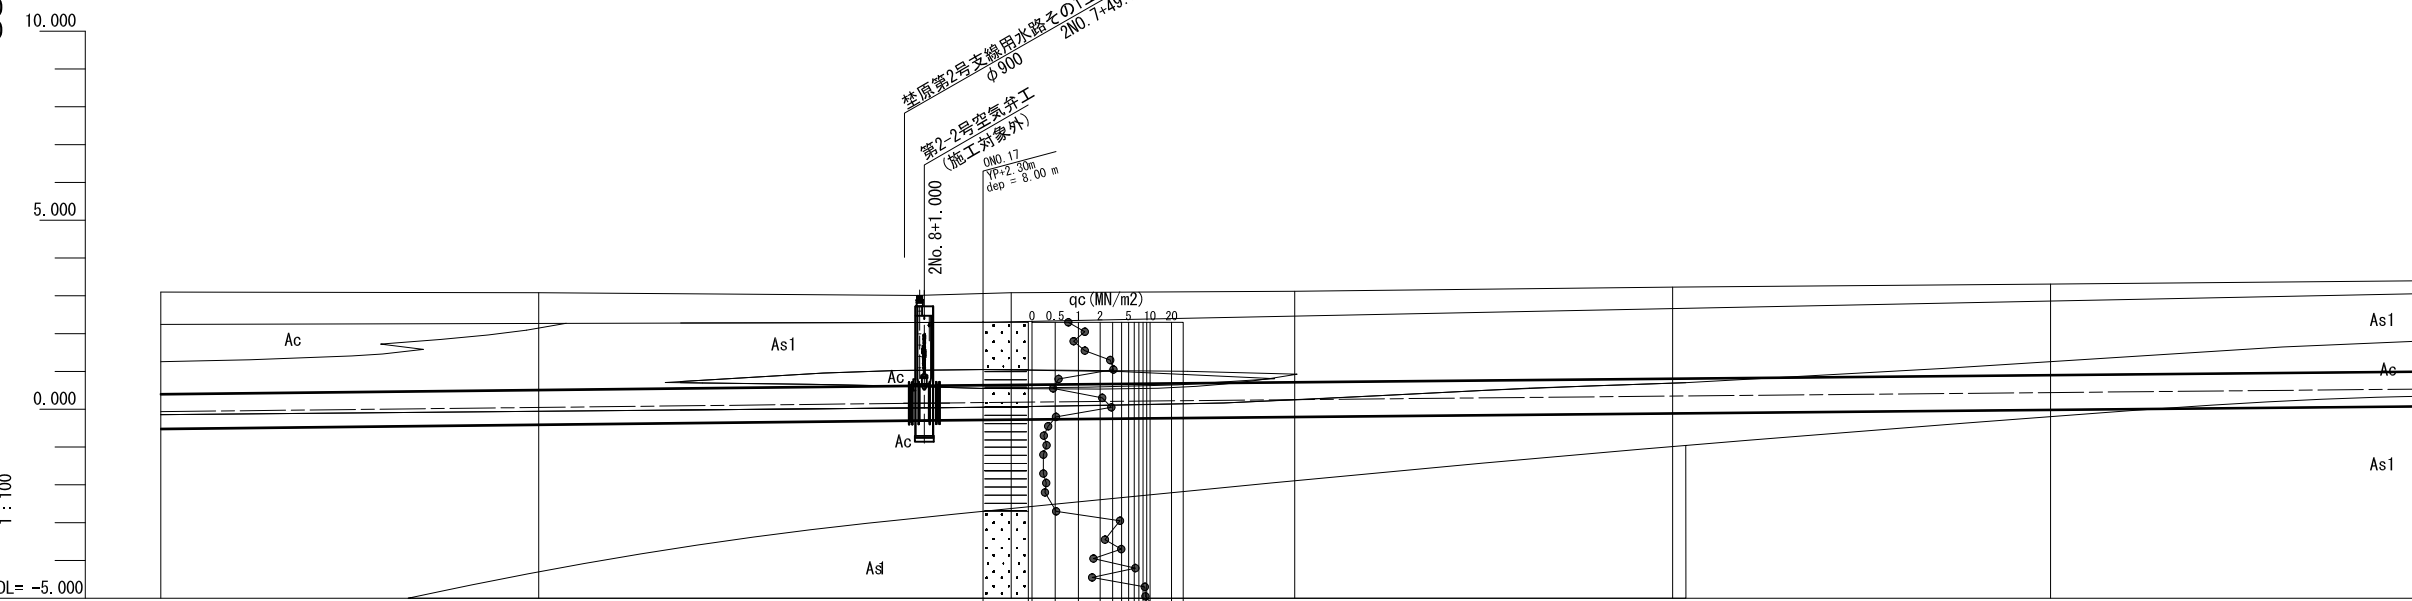 10.000
5.000
0.000
DL= -5.000
1:100
埜原第2号支線用水路その1工
2NO.7+49.
φ900
第2-2号空気弁工
(施工対象外)
2No.8+1.000
ONO.17
YP+2.30m
dep = 8.00 m
qc(MN/m2)
0 0.5 1 2 5 10 20
Ac
As1
Ac
Ac
As1
As1
Ac
As1